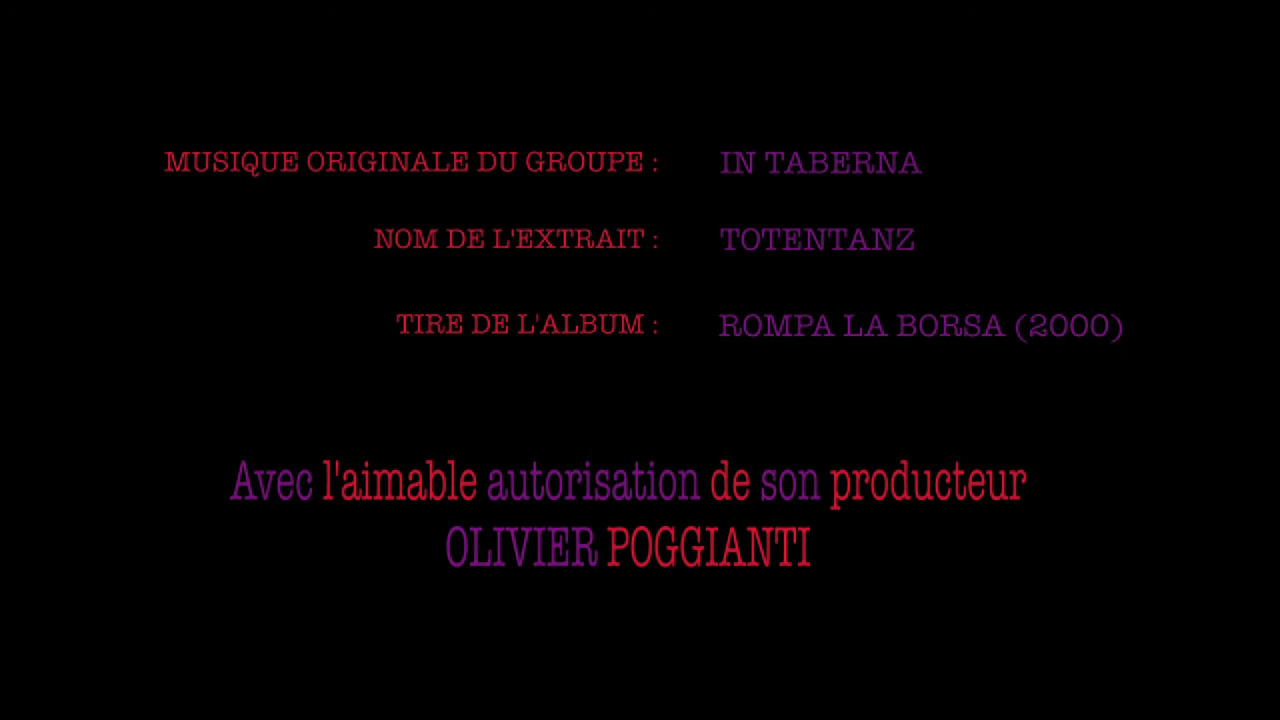 MUSIQUE ORIGINALE DU GROUPE : IN TABERNA
NOM DE L'EXTRAIT : TOTENTANZ
TIRE DE L'ALBUM : ROMPA LA BORSA (2000)
Avec l'aimable autorisation de son producteur
OLIVIER POGGIANTI